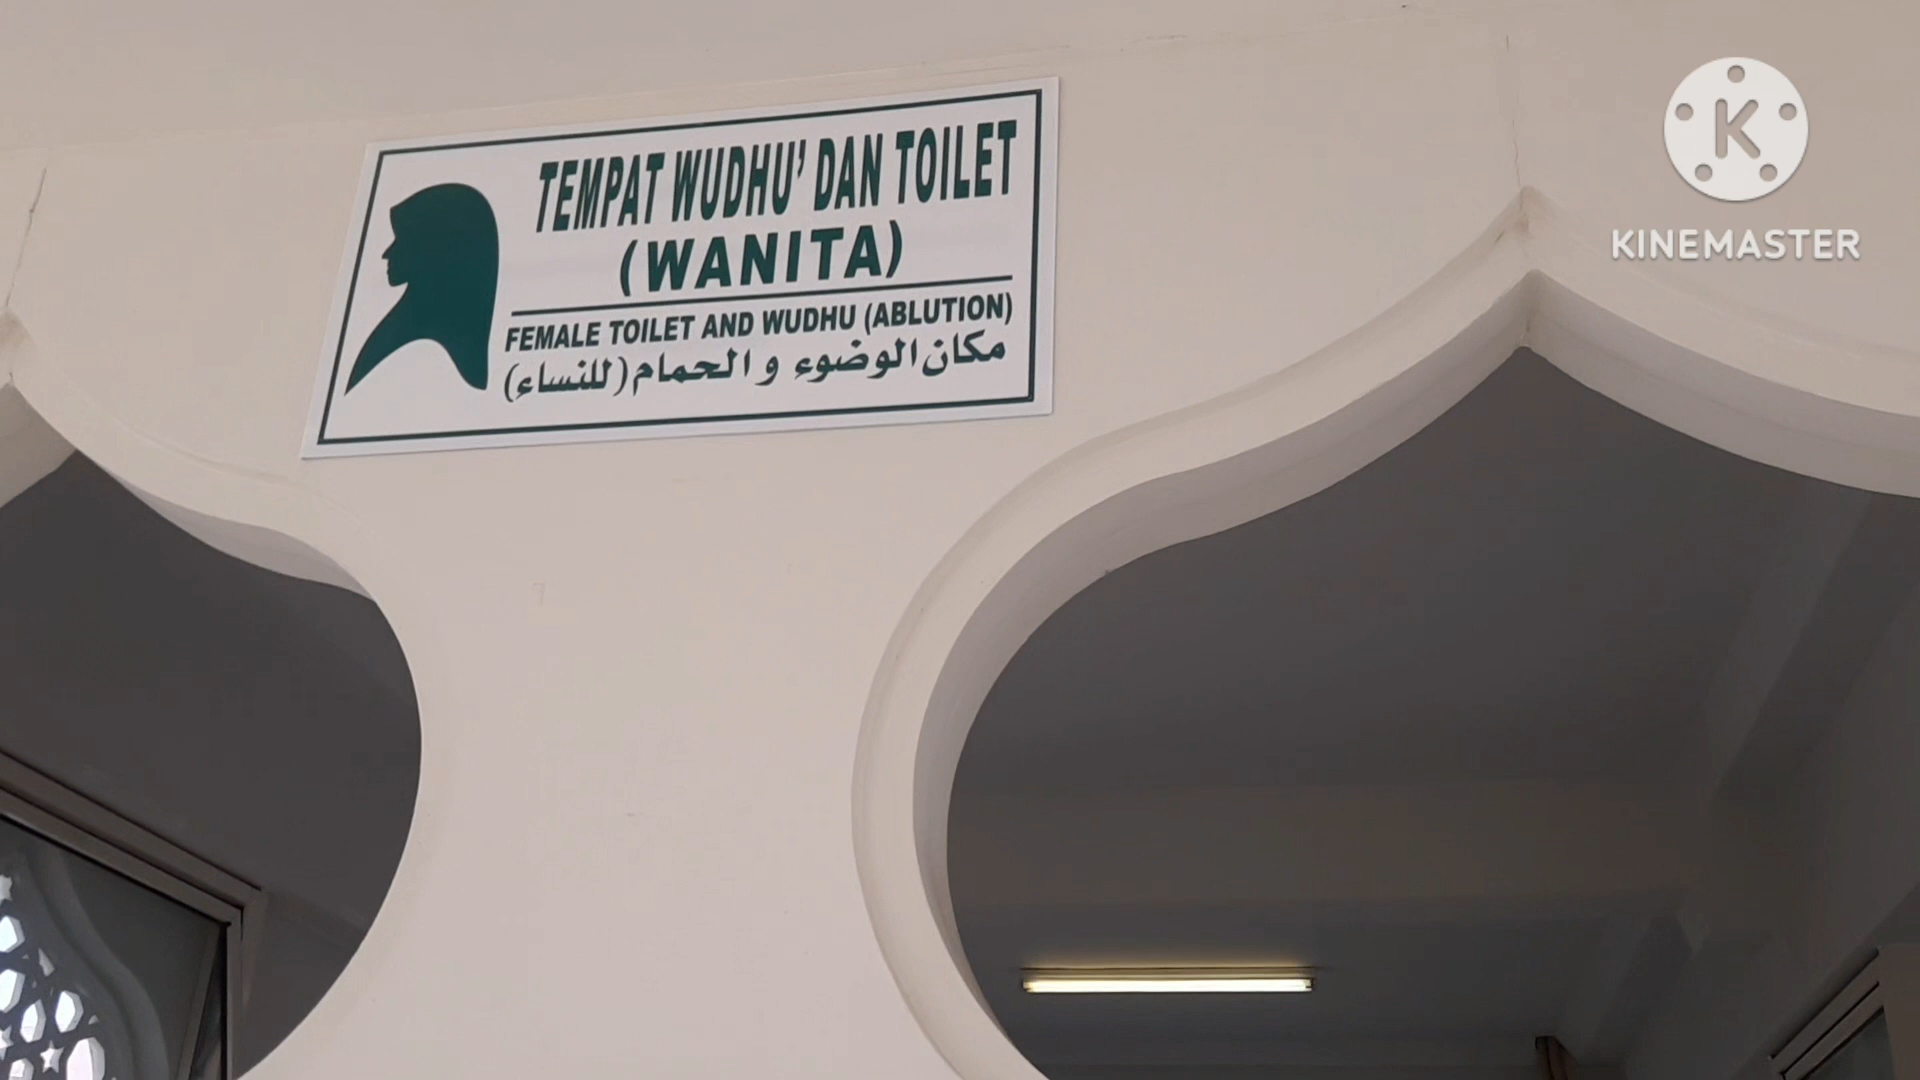 TEMPAT WUDHU' DAN TOILET
(WANITA)
FEMALE TOILET AND WUDHU (ABLUTION)
مكان الوضوء و الحمام (للنساء)
K
KINEMASTER